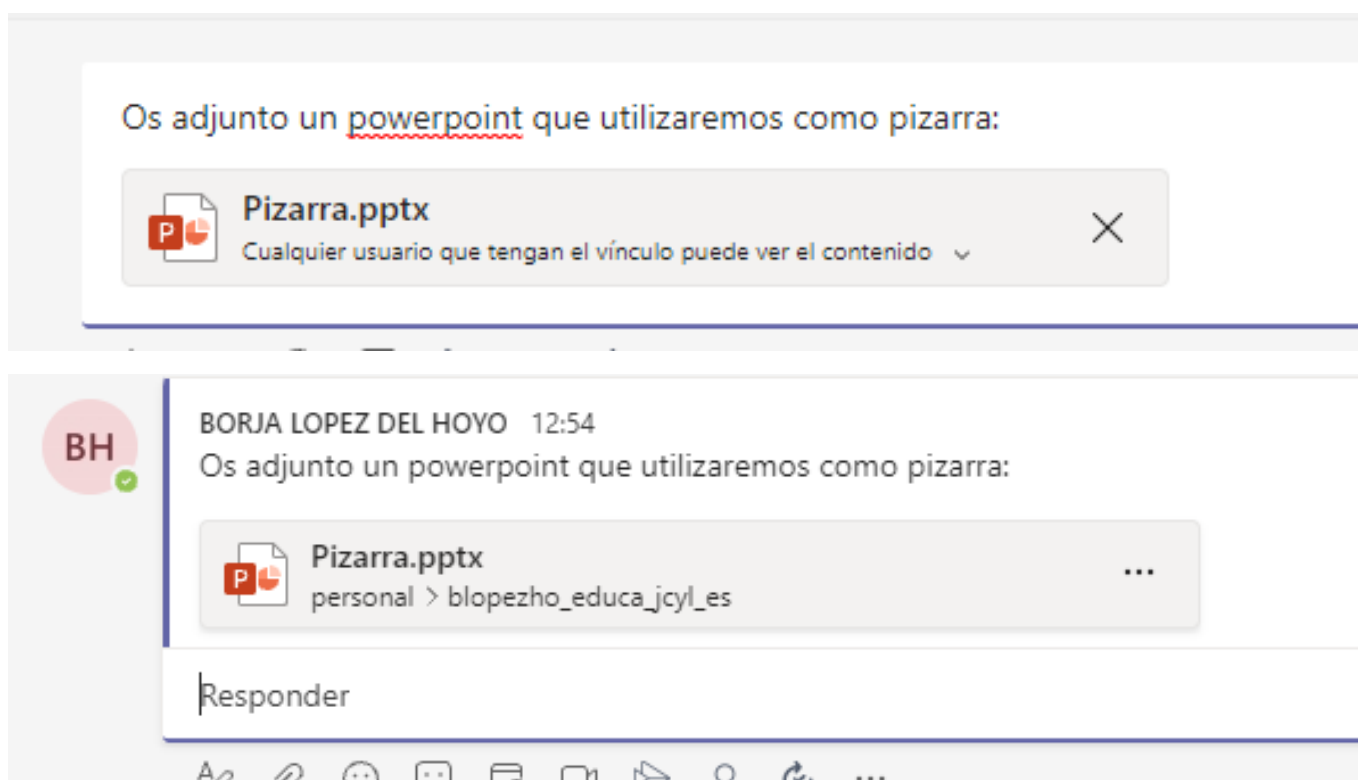 Os adjunto un powerpoint que utilizaremos como pizarra:
P
Pizarra.pptx
Cualquier usuario que tengan el vínculo puede ver el contenido
BH
BORJA LOPEZ DEL HOYO 12:54
Os adjunto un powerpoint que utilizaremos como pizarra:
P
Pizarra.pptx
personal > blopezho_educa_jcyl_es
Responder